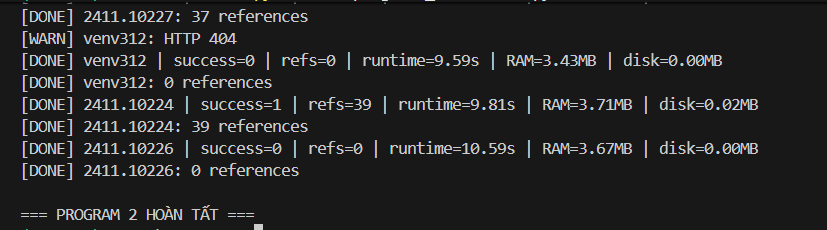 [DONE] 2411.10227: 37 references
[WARN] venv312: HTTP 404
[DONE] venv312 | success=0 | refs=0 | runtime=9.59s | RAM=3.43MB | disk=0.00MB
[DONE] venv312: 0 references
[DONE] 2411.10224 | success=1 | refs=39 | runtime=9.81s | RAM=3.71MB | disk=0.02MB
[DONE] 2411.10224: 39 references
[DONE] 2411.10226 | success=0 | refs=0 | runtime=10.59s | RAM=3.67MB | disk=0.00MB
[DONE] 2411.10226: 0 references
=== PROGRAM 2 HOÀN TẤT ===